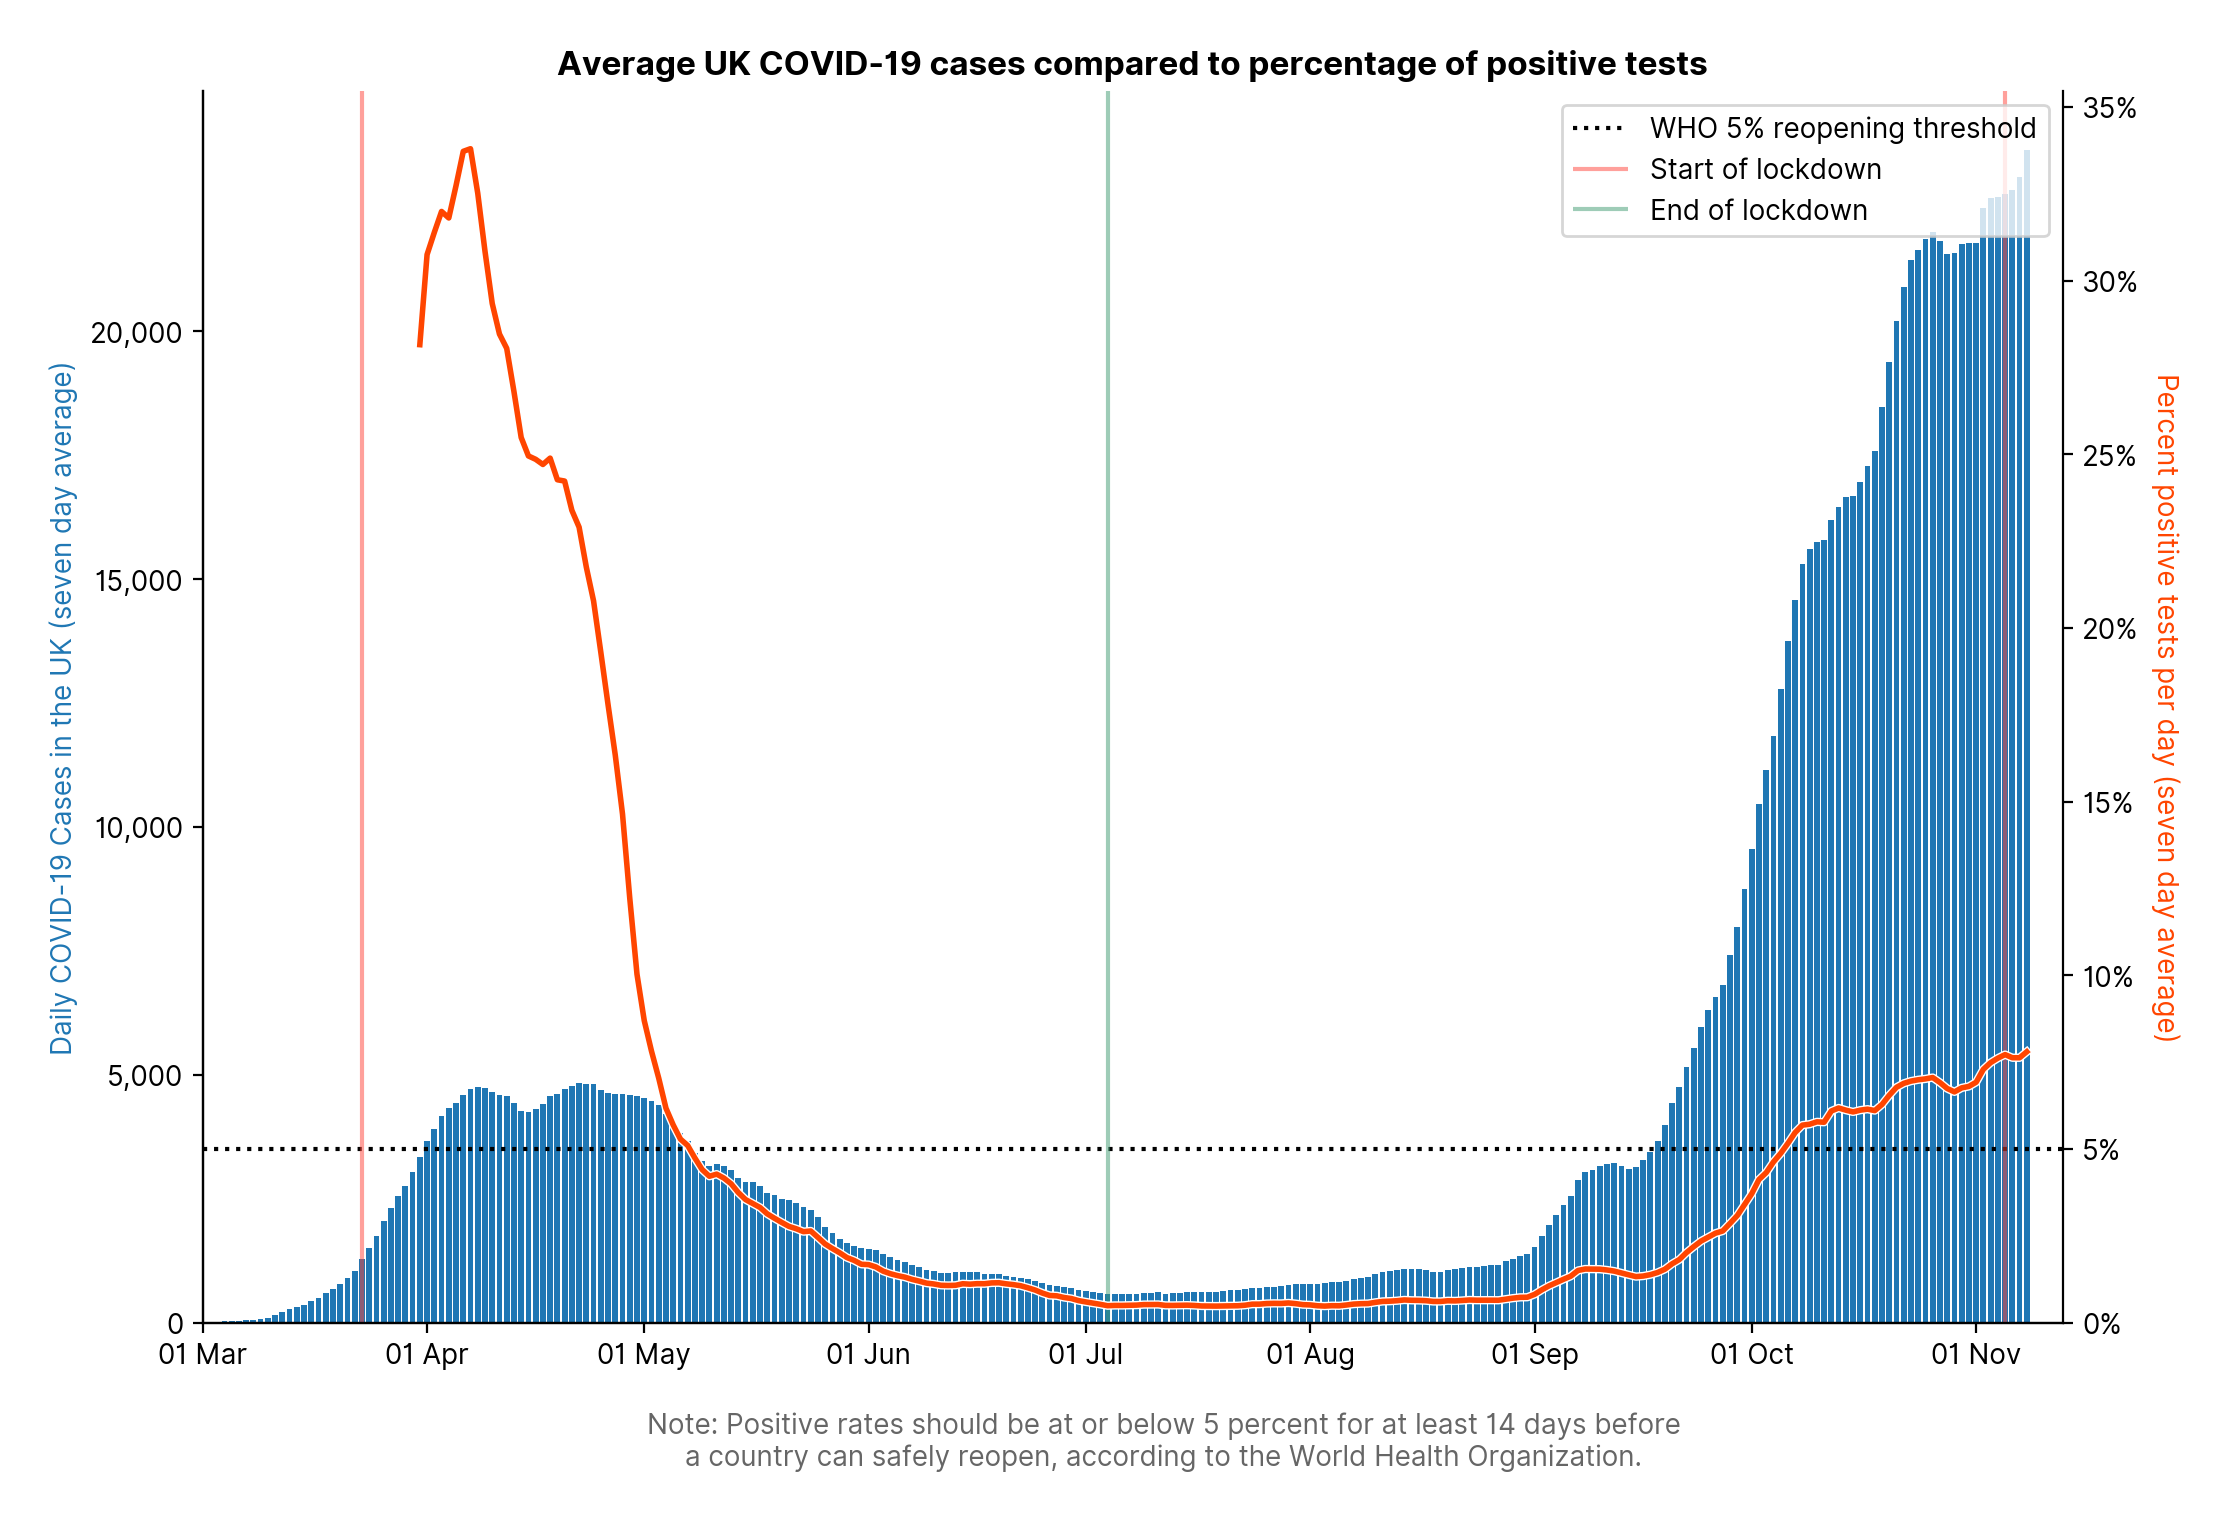 Average UK COVID-19 cases compared to percentage of positive tests
WHO 5% reopening threshold
Start of lockdown
End of lockdown
Daily COVID-19 Cases in the UK (seven day average)
20,000
15,000
10,000
5,000
0
35%
30%
25%
20%
15%
10%
5%
0%
Percent positive tests per day (seven day average)
01 Mar
01 Apr
01 May
01 Jun
01 Jul
01 Aug
01 Sep
01 Oct
01 Nov
Note: Positive rates should be at or below 5 percent for at least 14 days before
a country can safely reopen, according to the World Health Organization.